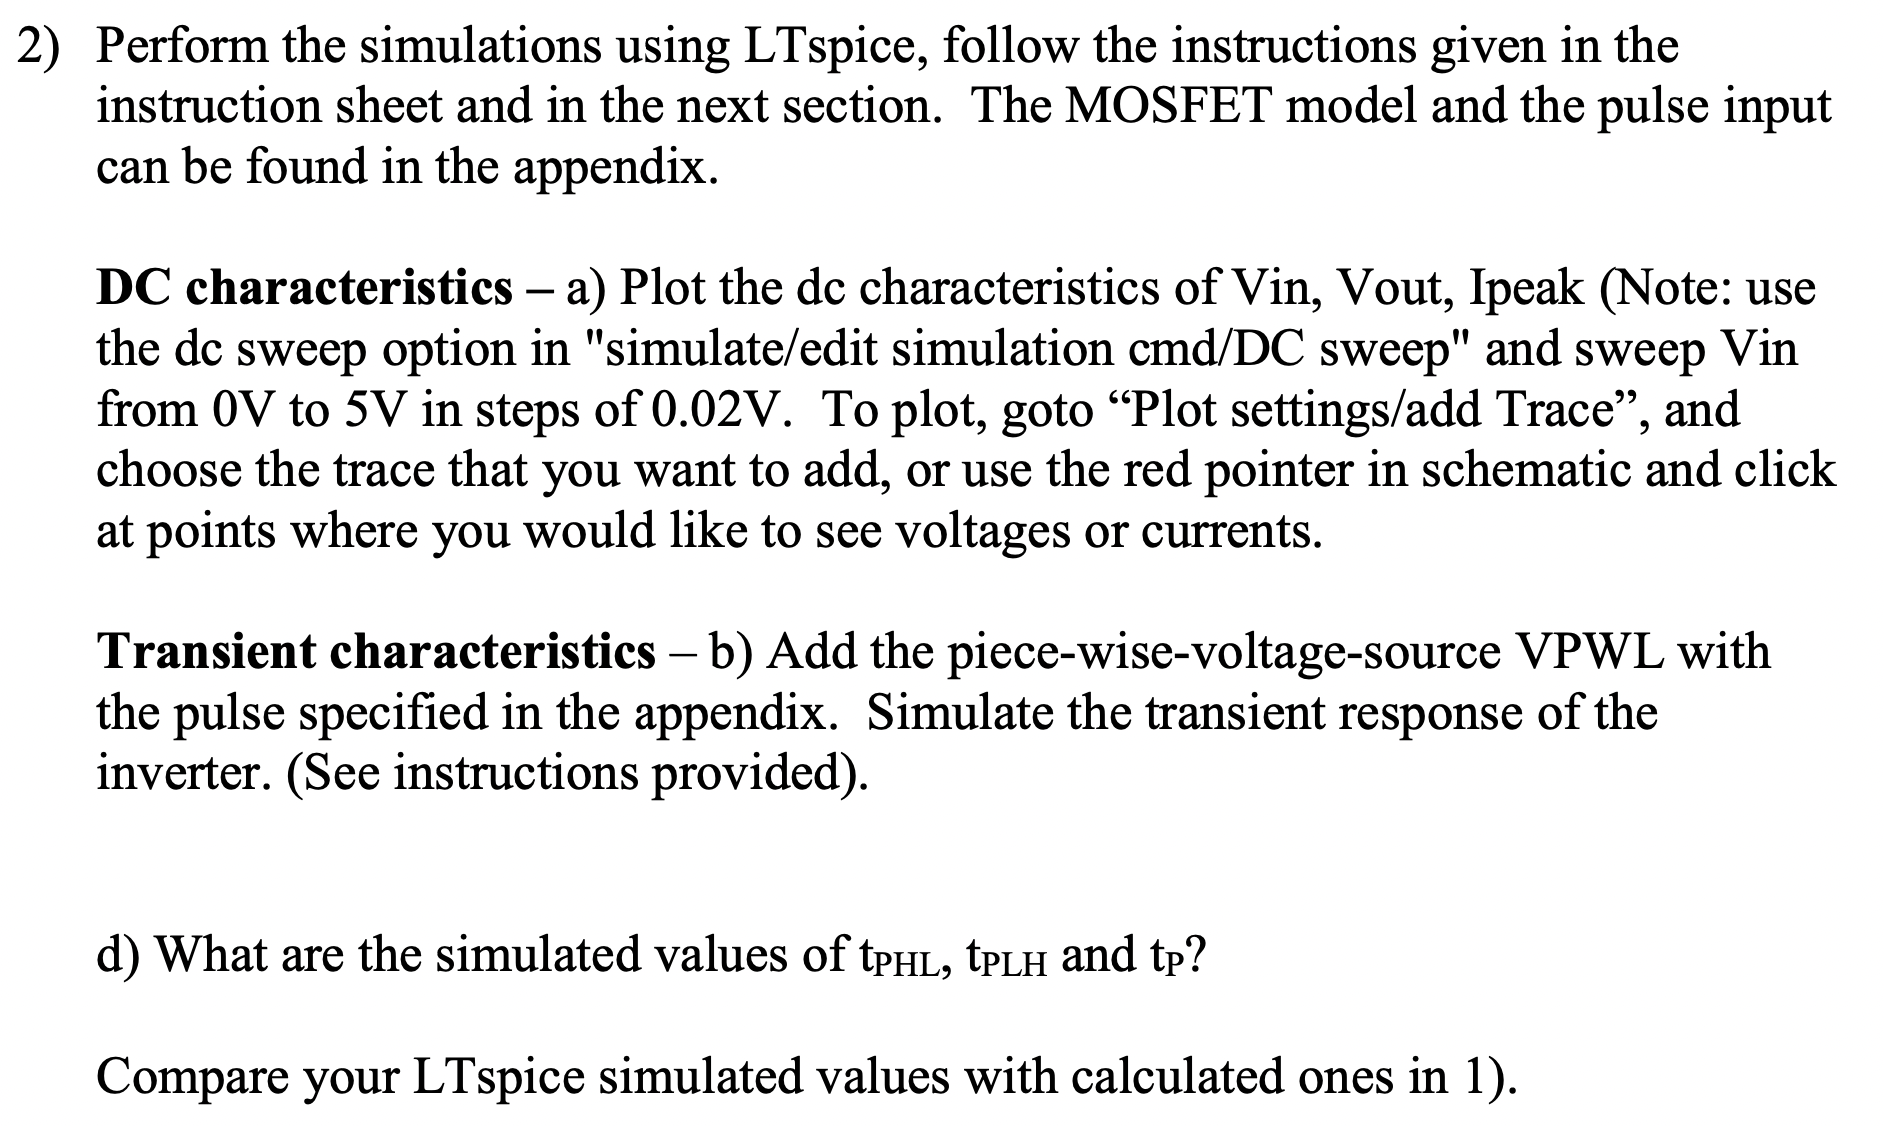 2) Perform the simulations using LTspice, follow the instructions given in the
instruction sheet and in the next section. The MOSFET model and the pulse input
can be found in the appendix.
DC characteristics – a) Plot the dc characteristics of Vin, Vout, Ipeak (Note: use
the dc sweep option in "simulate/edit simulation cmd/DC sweep" and sweep Vin
from 0V to 5V in steps of 0.02V. To plot, goto “Plot settings/add Trace”, and
choose the trace that you want to add, or use the red pointer in schematic and click
at points where you would like to see voltages or currents.
Transient characteristics – b) Add the piece-wise-voltage-source VPWL with
the pulse specified in the appendix. Simulate the transient response of the
inverter. (See instructions provided).
d) What are the simulated values of tPHL, tPLH and tP?
Compare your LTspice simulated values with calculated ones in 1).